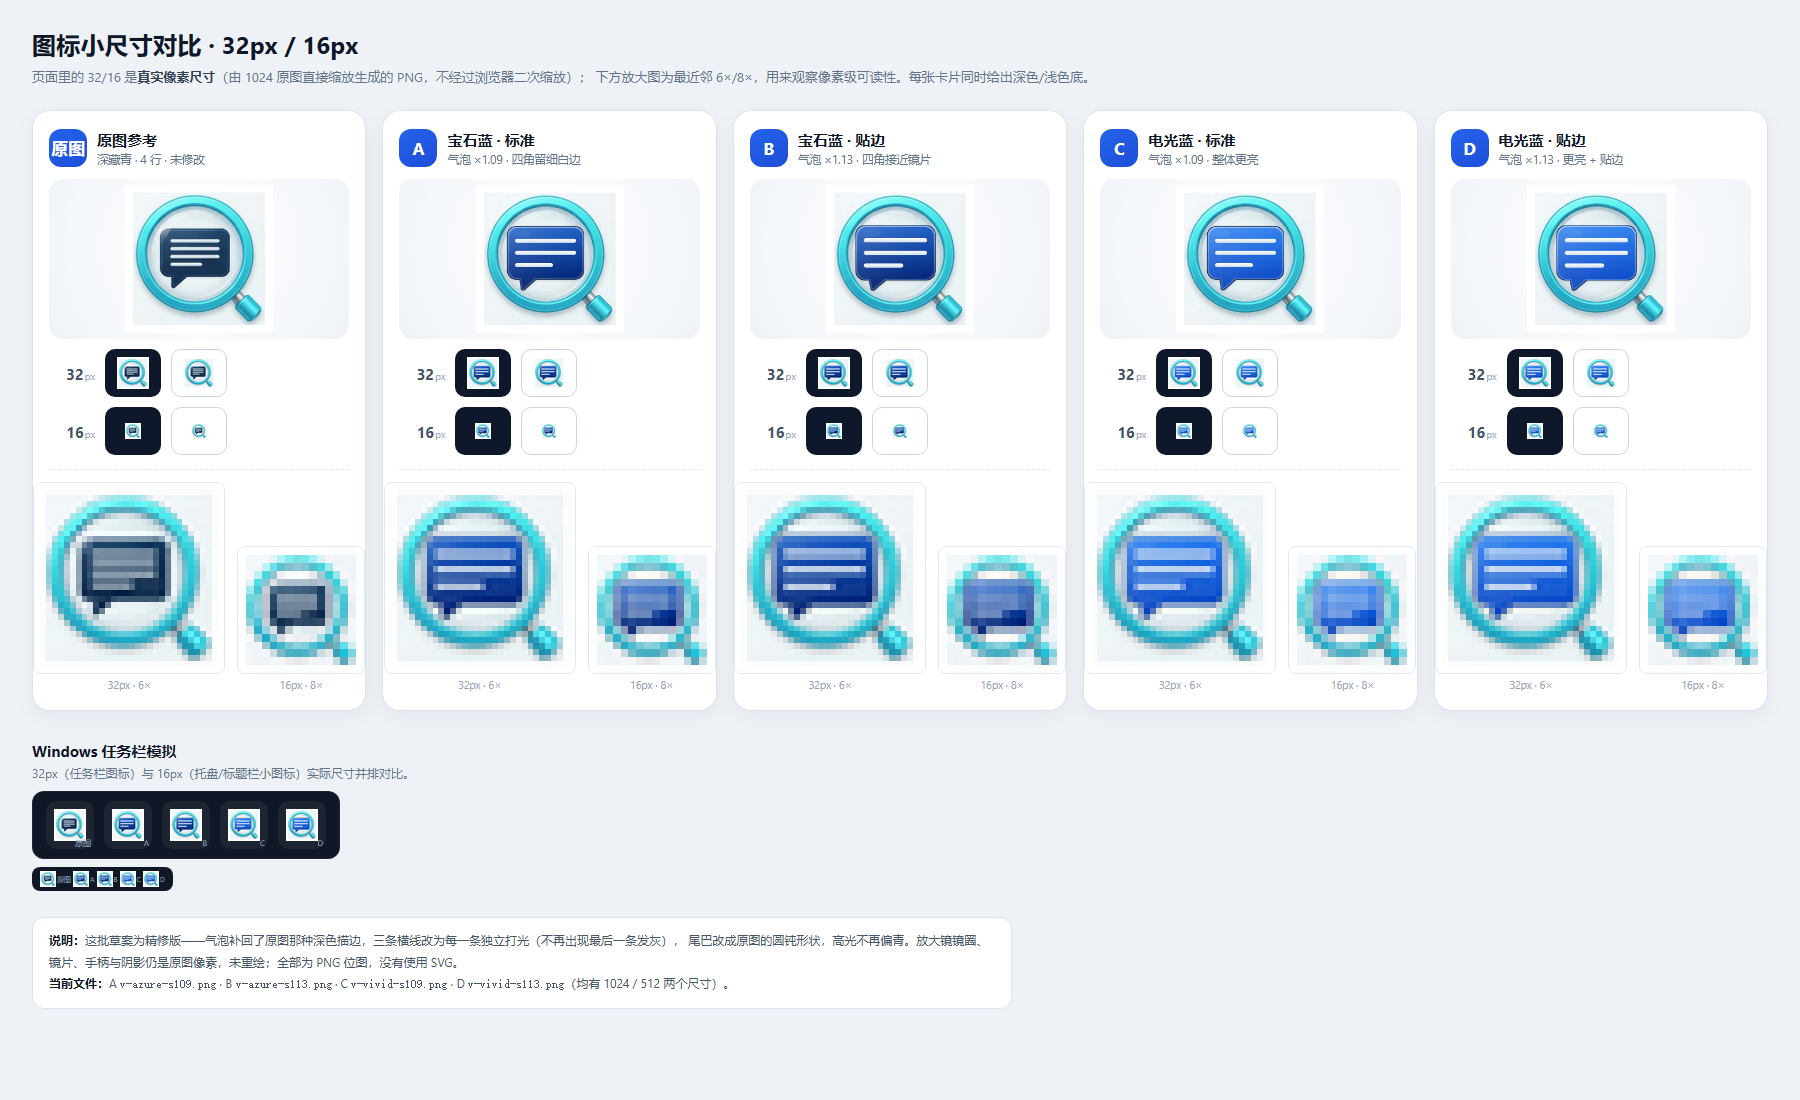 图标小尺寸对比 · 32px / 16px
页面里的 32/16 是真实像素尺寸（由 1024 原图直接缩放生成的 PNG，不经过浏览器二次缩放）； 下方放大图为最近邻 6×/8×，用来观察像素级可读性。每张卡片同时给出深色/浅色底。
原图
原图参考
深藏青 · 4 行 · 未修改
32px
16px
32px · 6×
16px · 8×
A
宝石蓝 · 标准
气泡 ×1.09 · 四角留细白边
32px
16px
32px · 6×
16px · 8×
B
宝石蓝 · 贴边
气泡 ×1.13 · 四角接近镜片
32px
16px
32px · 6×
16px · 8×
C
电光蓝 · 标准
气泡 ×1.09 · 整体更亮
32px
16px
32px · 6×
16px · 8×
D
电光蓝 · 贴边
气泡 ×1.13 · 更亮 + 贴边
32px
16px
32px · 6×
16px · 8×
Windows 任务栏模拟
32px（任务栏图标）与 16px（托盘/标题栏小图标）实际尺寸并排对比。
原图 A B C D
原图 A B C D
说明：这批草案为精修版——气泡补回了原图那种深色描边，三条横线改为每一条独立打光（不再出现最后一条发灰）， 尾巴改成原图的圆钝形状，高光不再偏青。放大镜镜圈、
镜片、手柄与阴影仍是原图像素，未重绘；全部为 PNG 位图，没有使用 SVG。
当前文件：A v-azure-s109.png · B v-azure-s113.png · C v-vivid-s109.png · D v-vivid-s113.png（均有 1024 / 512 两个尺寸）。